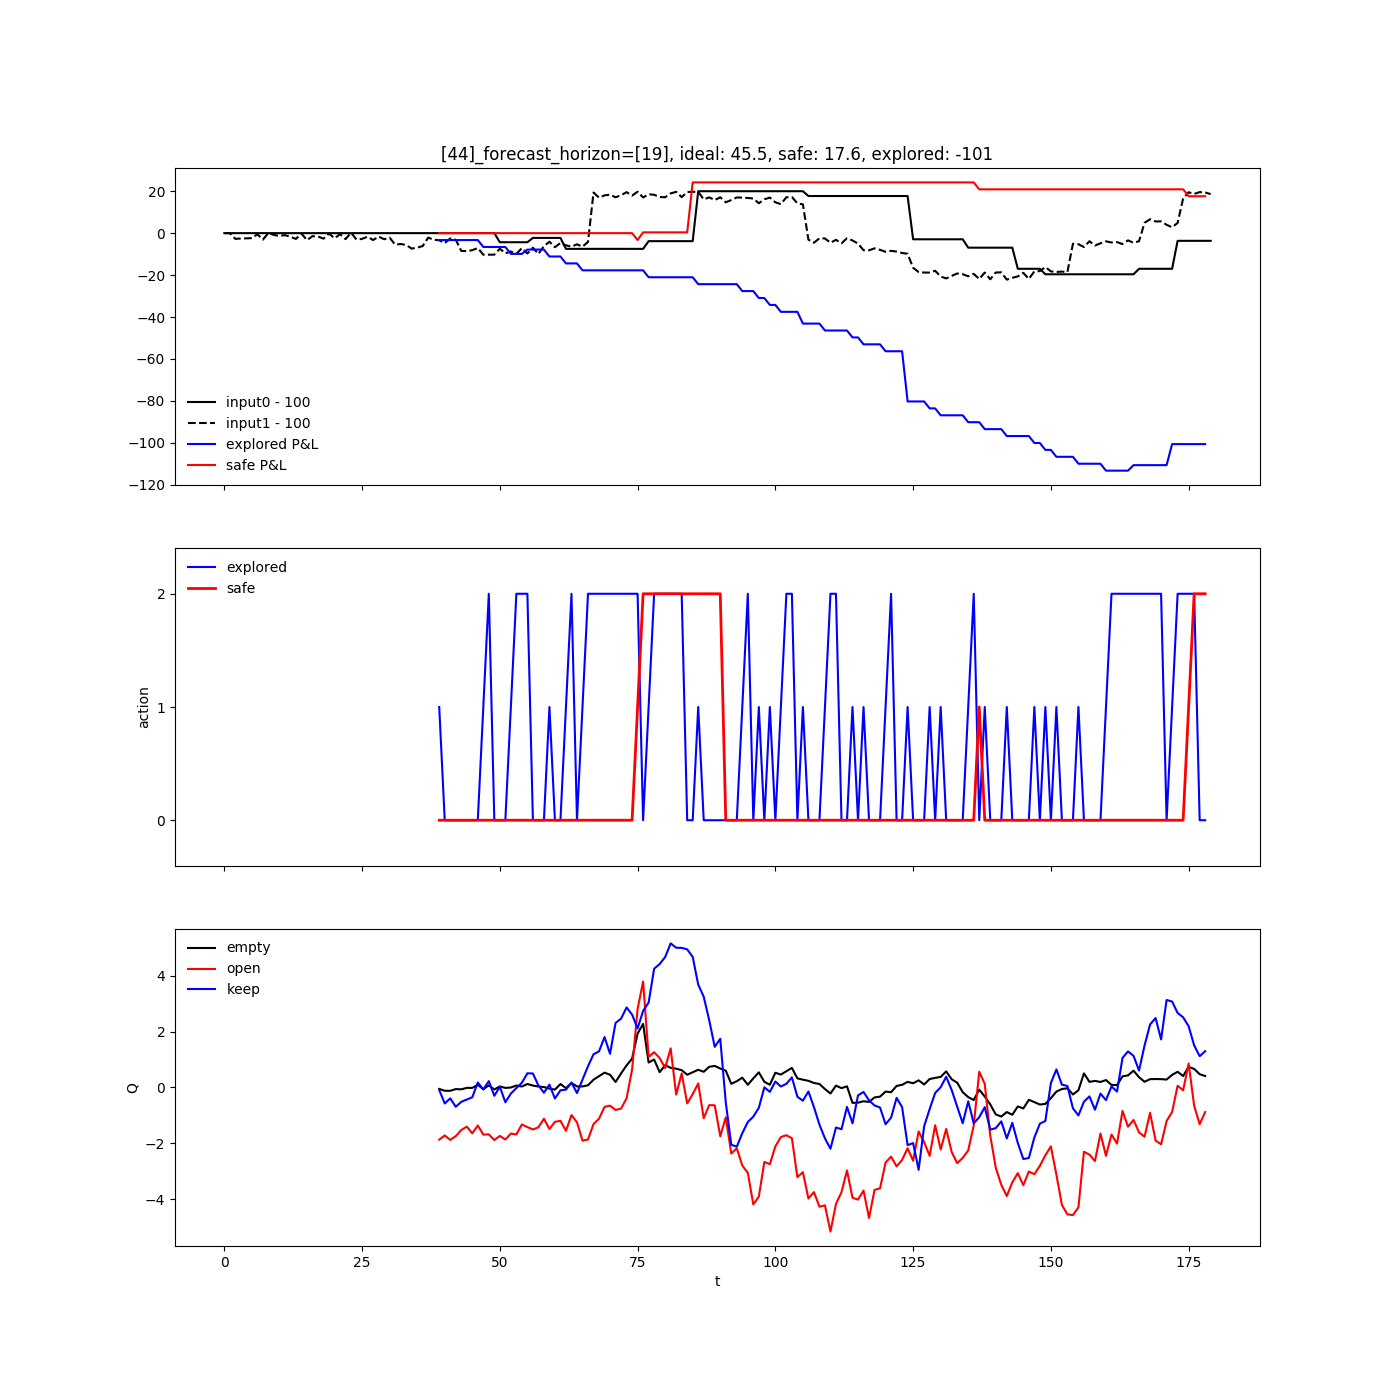 [44]_forecast_horizon=[19], ideal: 45.5, safe: 17.6, explored: -101
20
0
−20
−40
−60
−80
−100
−120
input0 - 100
input1 - 100
explored P&L
safe P&L
explored
safe
2
1
0
action
empty
open
keep
4
2
0
−2
−4
Q
0 25 50 75 100 125 150 175
t